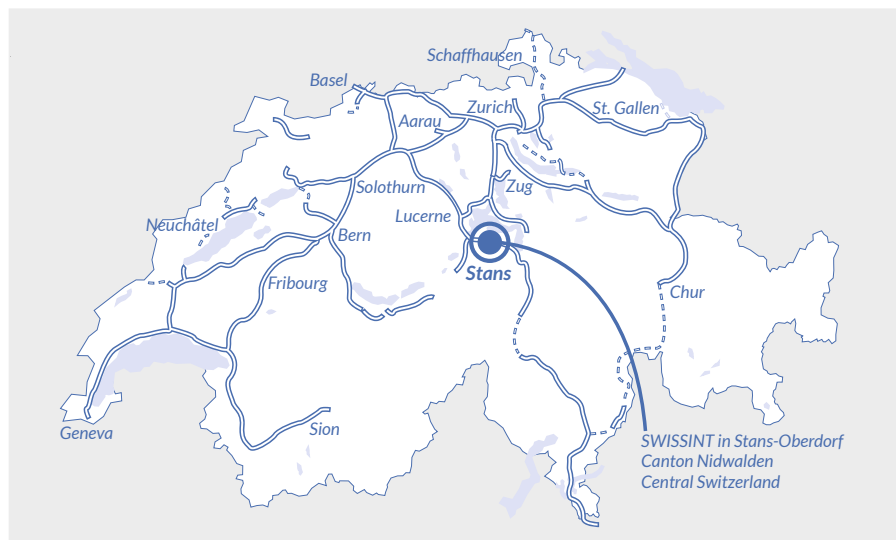 Schaffhausen
Basel
Zurich
St. Gallen
Aarau
Solothurn
Zug
Lucerne
Neuchâtel
Bern
Stans
Fribourg
Chur
Geneva
Sion
SWISSINT in Stans-Oberdorf
Canton Nidwalden
Central Switzerland